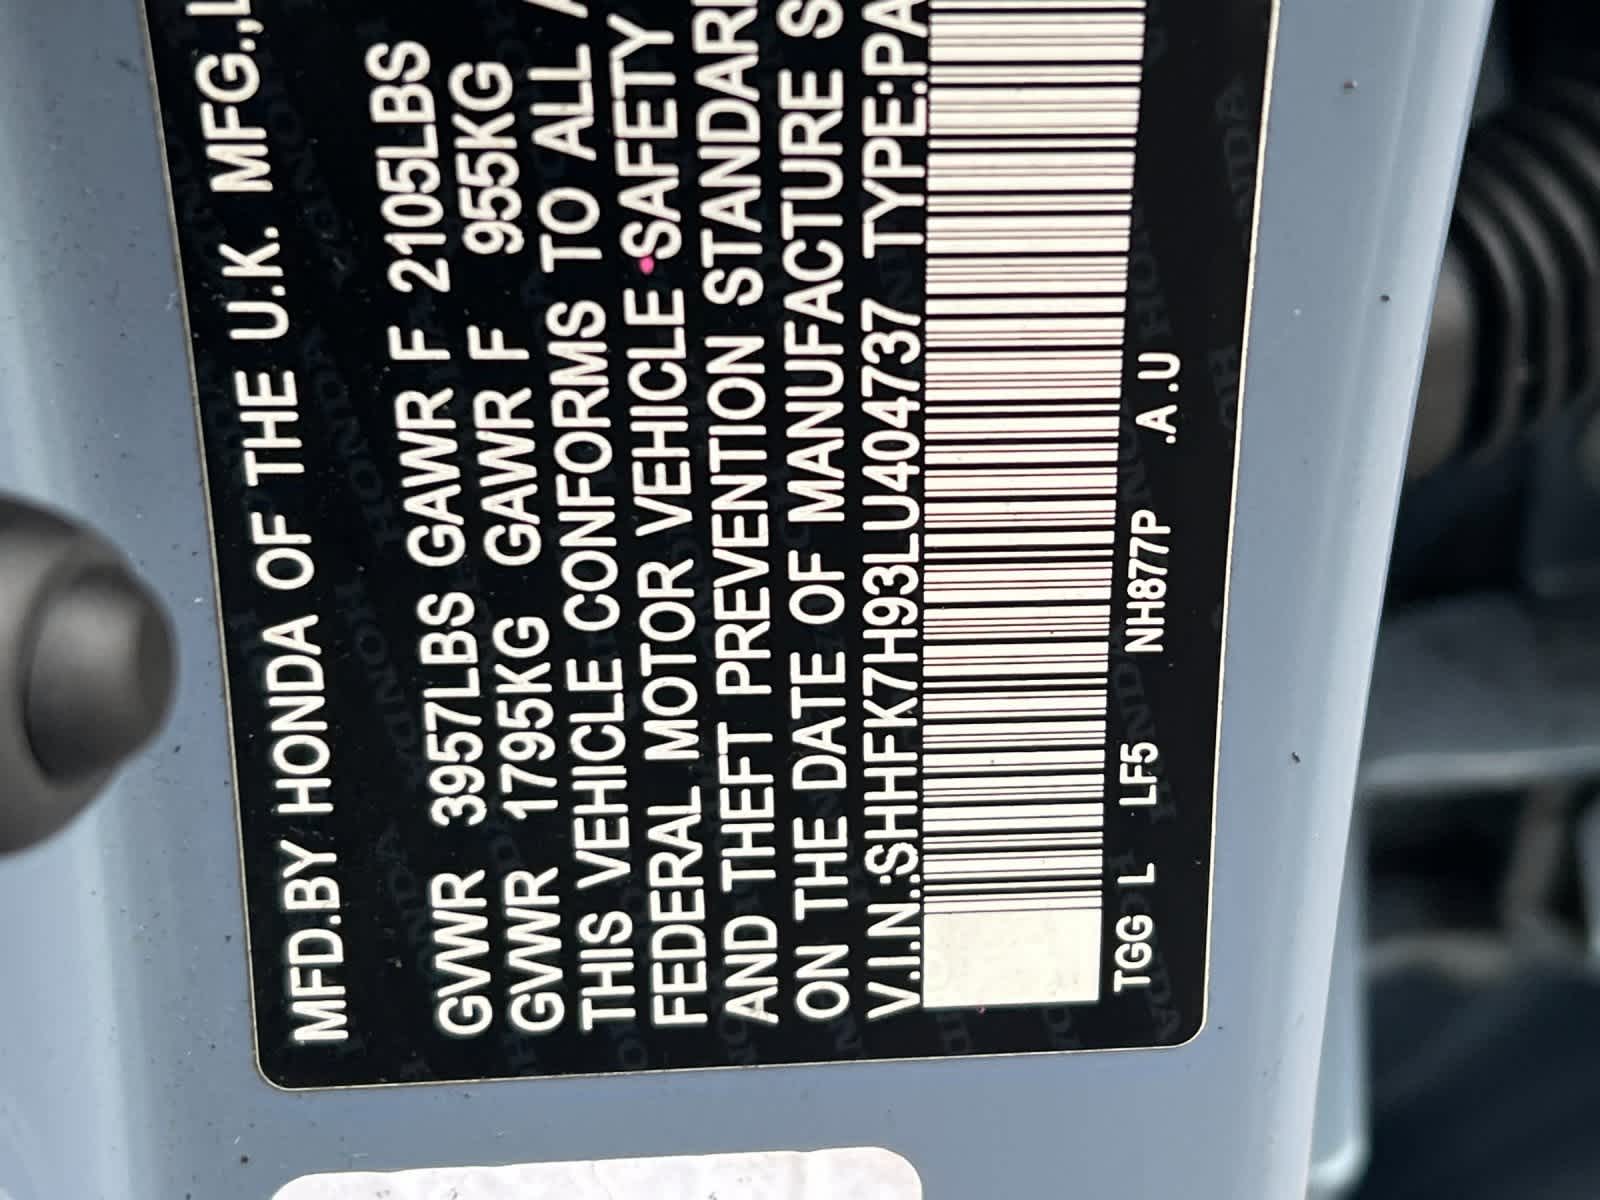 MFD.BY HONDA OF THE U.K. MFG.,L
GVWR 3957LBS GAWR F 2105LBS
GVWR 1795KG GAWR F 955KG
THIS VEHICLE CONFORMS TO ALL A
FEDERAL MOTOR VEHICLE SAFETY
AND THEFT PREVENTION STANDARD
ON THE DATE OF MANUFACTURE S
V.I.N.:SHHFK7H93LU404737 TYPE:PA
TGG L LF5 NH877P .A.U